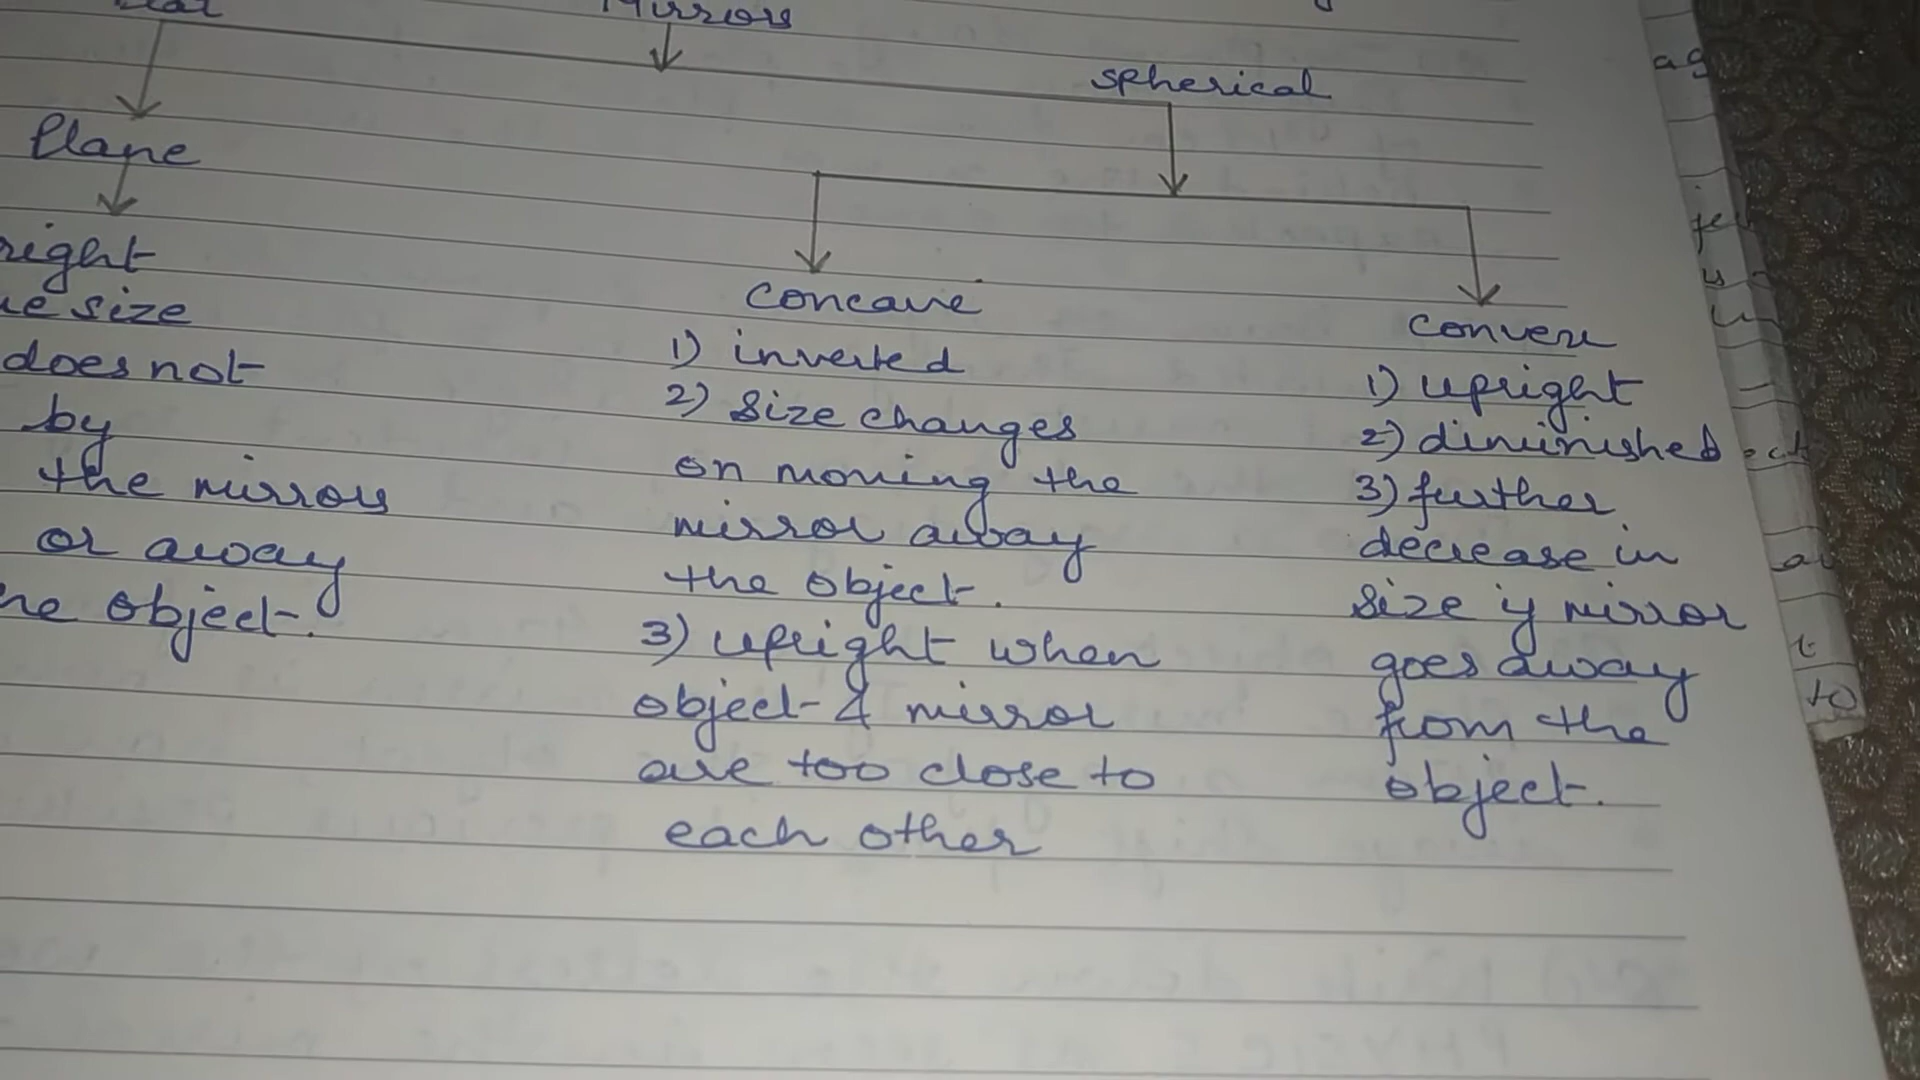 Mirrors
spherical
Plane
right
size
does not
by
the mirrors
or away
object.
concave
1) inverted
2) size changes
on moving the
mirror away
the object.
3) upright when
object & mirror
are too close to
each other
convex
1) upright
2) diminished
3) further
decrease in
size if mirror
goes away
from the
object.
to